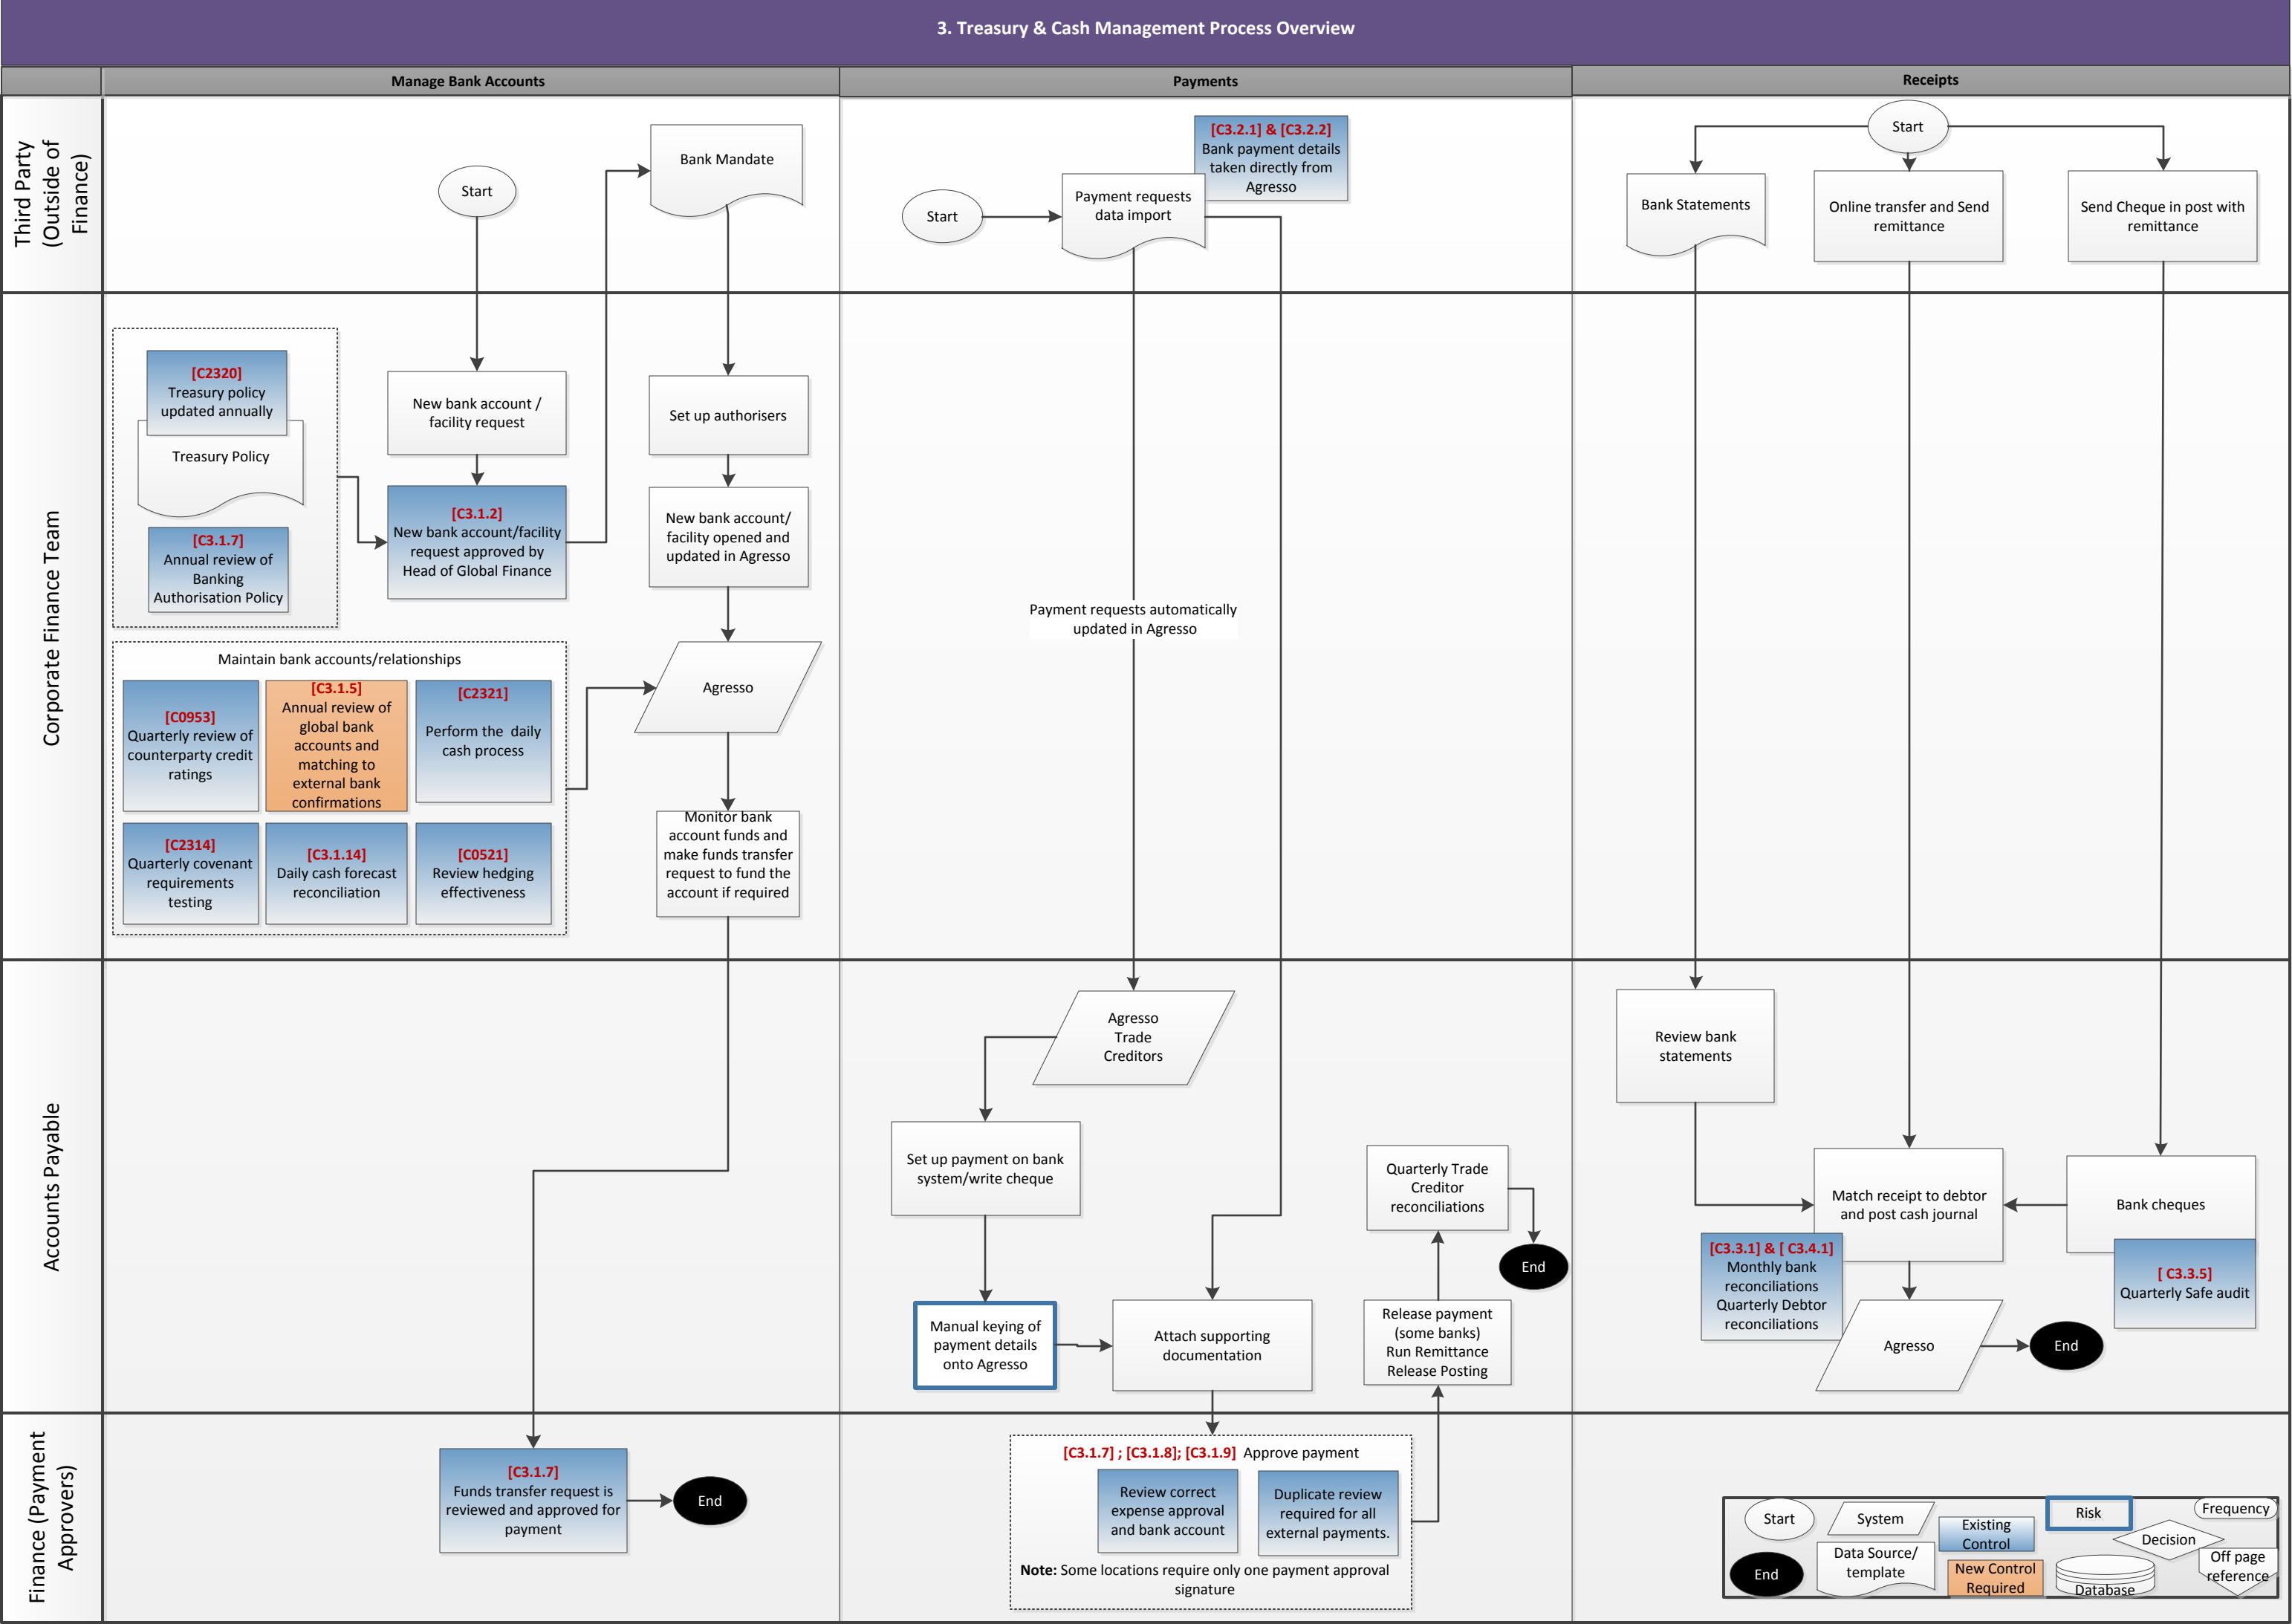 3. Treasury & Cash Management Process Overview
Manage Bank Accounts
Payments
Receipts
Third Party
(Outside of
Finance)
Start
Bank Mandate
Start
Payment requests
data import
[C3.2.1] & [C3.2.2]
Bank payment details
taken directly from
Agresso
Start
Bank Statements
Online transfer and Send
remittance
Send Cheque in post with
remittance
Corporate Finance Team
[C2320]
Treasury policy
updated annually
Treasury Policy
[C3.1.7]
Annual review of
Banking
Authorisation Policy
New bank account /
facility request
[C3.1.2]
New bank account/facility
request approved by
Head of Global Finance
Set up authorisers
New bank account/
facility opened and
updated in Agresso
Agresso
Monitor bank
account funds and
make funds transfer
request to fund the
account if required
Maintain bank accounts/relationships
[C0953]
Quarterly review of
counterparty credit
ratings
[C3.1.5]
Annual review of
global bank
accounts and
matching to
external bank
confirmations
[C2321]
Perform the  daily
cash process
[C2314]
Quarterly covenant
requirements
testing
[C3.1.14]
Daily cash forecast
reconciliation
[C0521]
Review hedging
effectiveness
Payment requests automatically
updated in Agresso
Accounts Payable
Agresso
Trade
Creditors
Set up payment on bank
system/write cheque
Manual keying of
payment details
onto Agresso
Attach supporting
documentation
Quarterly Trade
Creditor
reconciliations
End
Release payment
(some banks)
Run Remittance
Release Posting
Review bank
statements
Match receipt to debtor
and post cash journal
Bank cheques
[C3.3.1] & [ C3.4.1]
Monthly bank
reconciliations
Quarterly Debtor
reconciliations
[ C3.3.5]
Quarterly Safe audit
Agresso
End
Finance (Payment
Approvers)
[C3.1.7]
Funds transfer request is
reviewed and approved for
payment
End
[C3.1.7] ; [C3.1.8]; [C3.1.9]  Approve payment
Review correct
expense approval
and bank account
Duplicate review
required for all
external payments.
Note: Some locations require only one payment approval
signature
Start
System
Existing
Control
Risk
Frequency
Decision
End
Data Source/
template
New Control
Required
Database
Off page
reference